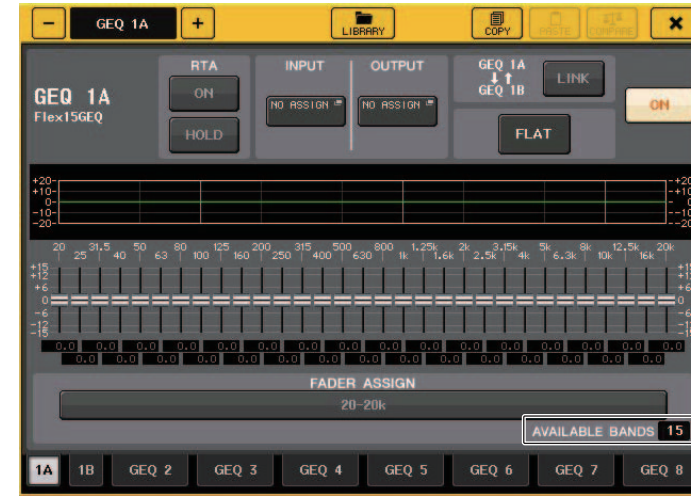 GEQ 1A
LIBRARY
COPY
PASTE
COMPARE
GEQ 1A
Flex15GEQ
RTA
ON
HOLD
INPUT
NO ASSIGN
OUTPUT
NO ASSIGN
GEQ 1A
GEQ 1B
LINK
FLAT
ON
+20 +20
+10 +10
0 0
-10 -10
-20 -20
20 31.5 50 80 125 200 315 500 800 1.25k 2k 3.15k 5k 8k 12.5k 20k
25 40 63 100 160 250 400 630 1k 1.6k 2.5k 4k 6.3k 10k 16k
+15 +15
+12 +12
+6 +6
0 0
-6 -6
-12 -12
-15 -15
0.0 0.0 0.0 0.0 0.0 0.0 0.0 0.0 0.0 0.0 0.0 0.0 0.0 0.0 0.0 0.0
0.0 0.0 0.0 0.0 0.0 0.0 0.0 0.0 0.0 0.0 0.0 0.0 0.0 0.0 0.0
FADER ASSIGN
20-20k
AVAILABLE BANDS 15
1A 1B GEQ 2 GEQ 3 GEQ 4 GEQ 5 GEQ 6 GEQ 7 GEQ 8